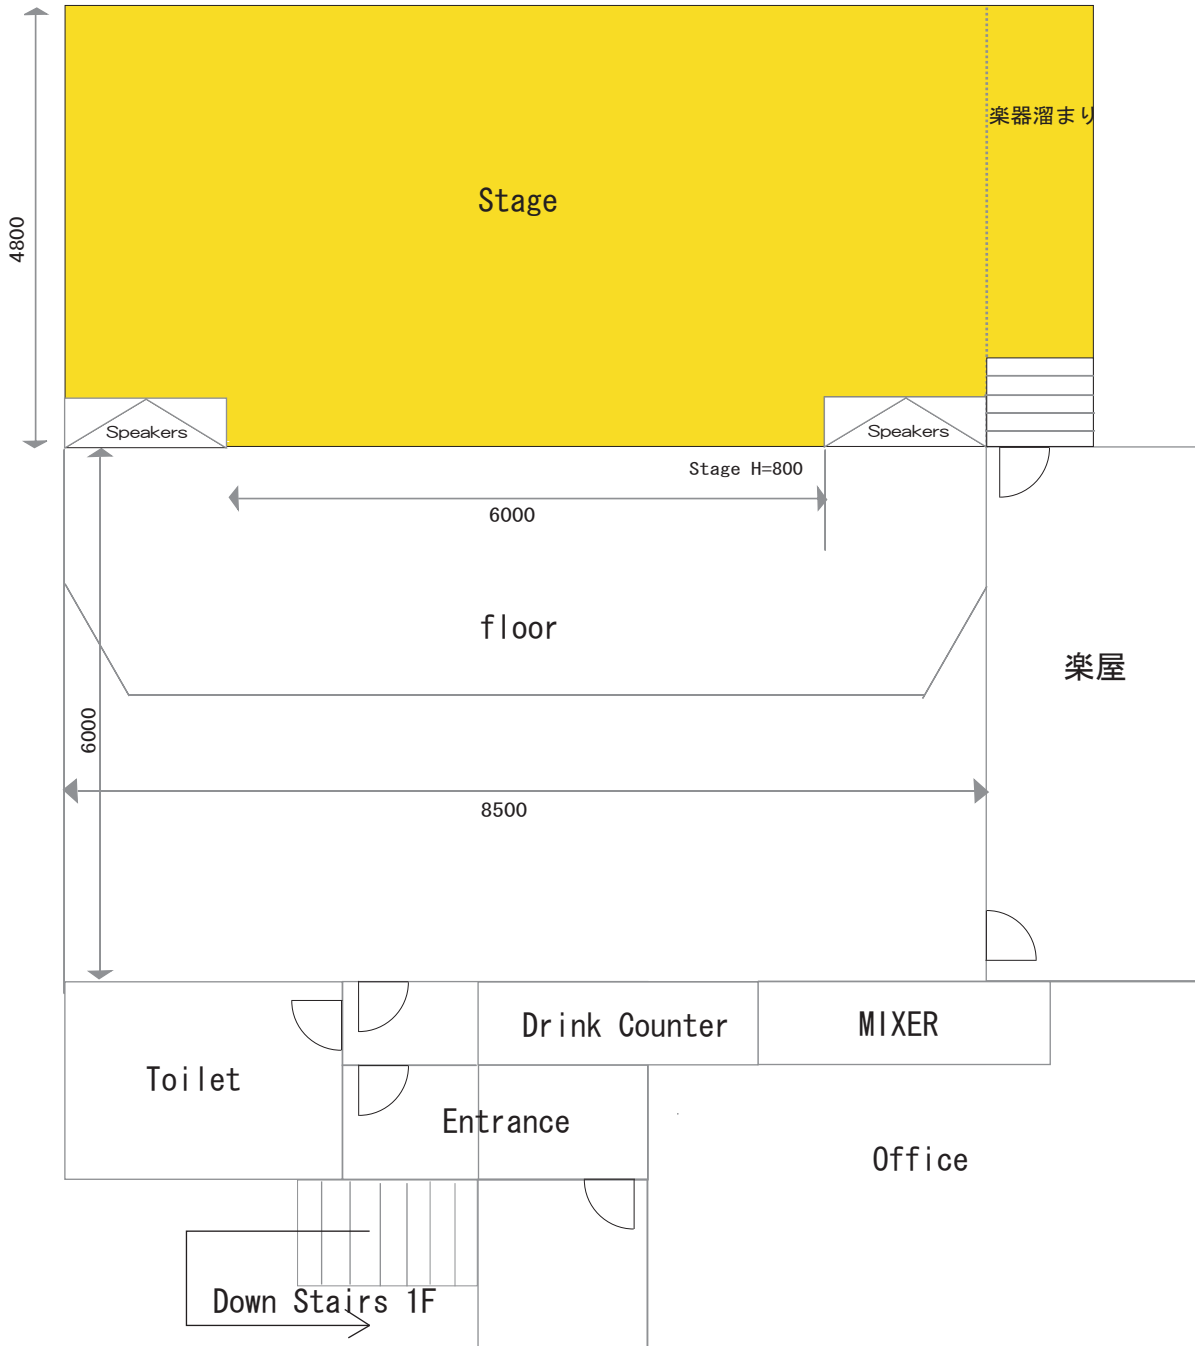 楽器溜まり
Stage
4800
Speakers
Speakers
Stage H=800
6000
floor
楽屋
6000
8500
Drink Counter
MIXER
Toilet
Entrance
Office
Down Stairs 1F